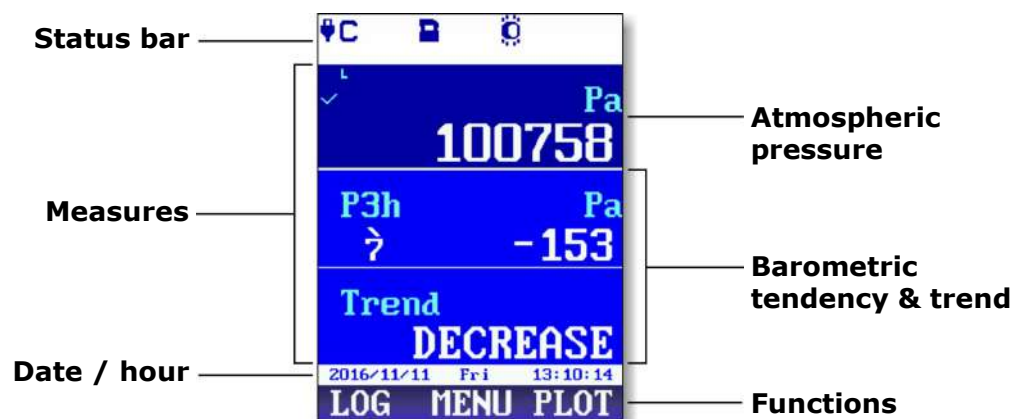 Status bar
C
L
Pa
100758
Atmospheric
pressure
Measures
P3h Pa
-153
Barometric
tendency & trend
Trend
DECREASE
Date / hour
2016/11/11 Fri 13:10:14
LOG MENU PLOT
Functions